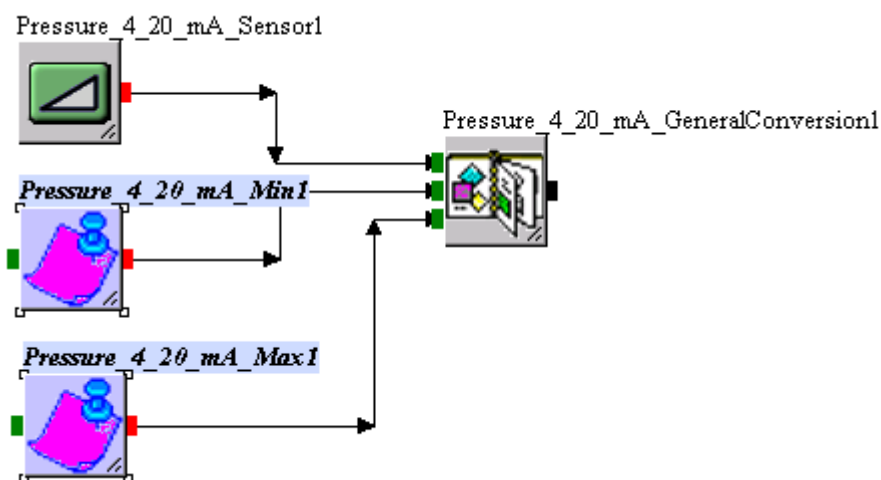 Pressure_4_20_mA_Sensor1
Pressure_4_20_mA_GeneralConversion1
Pressure_4_20_mA_Min1
Pressure_4_20_mA_Max1